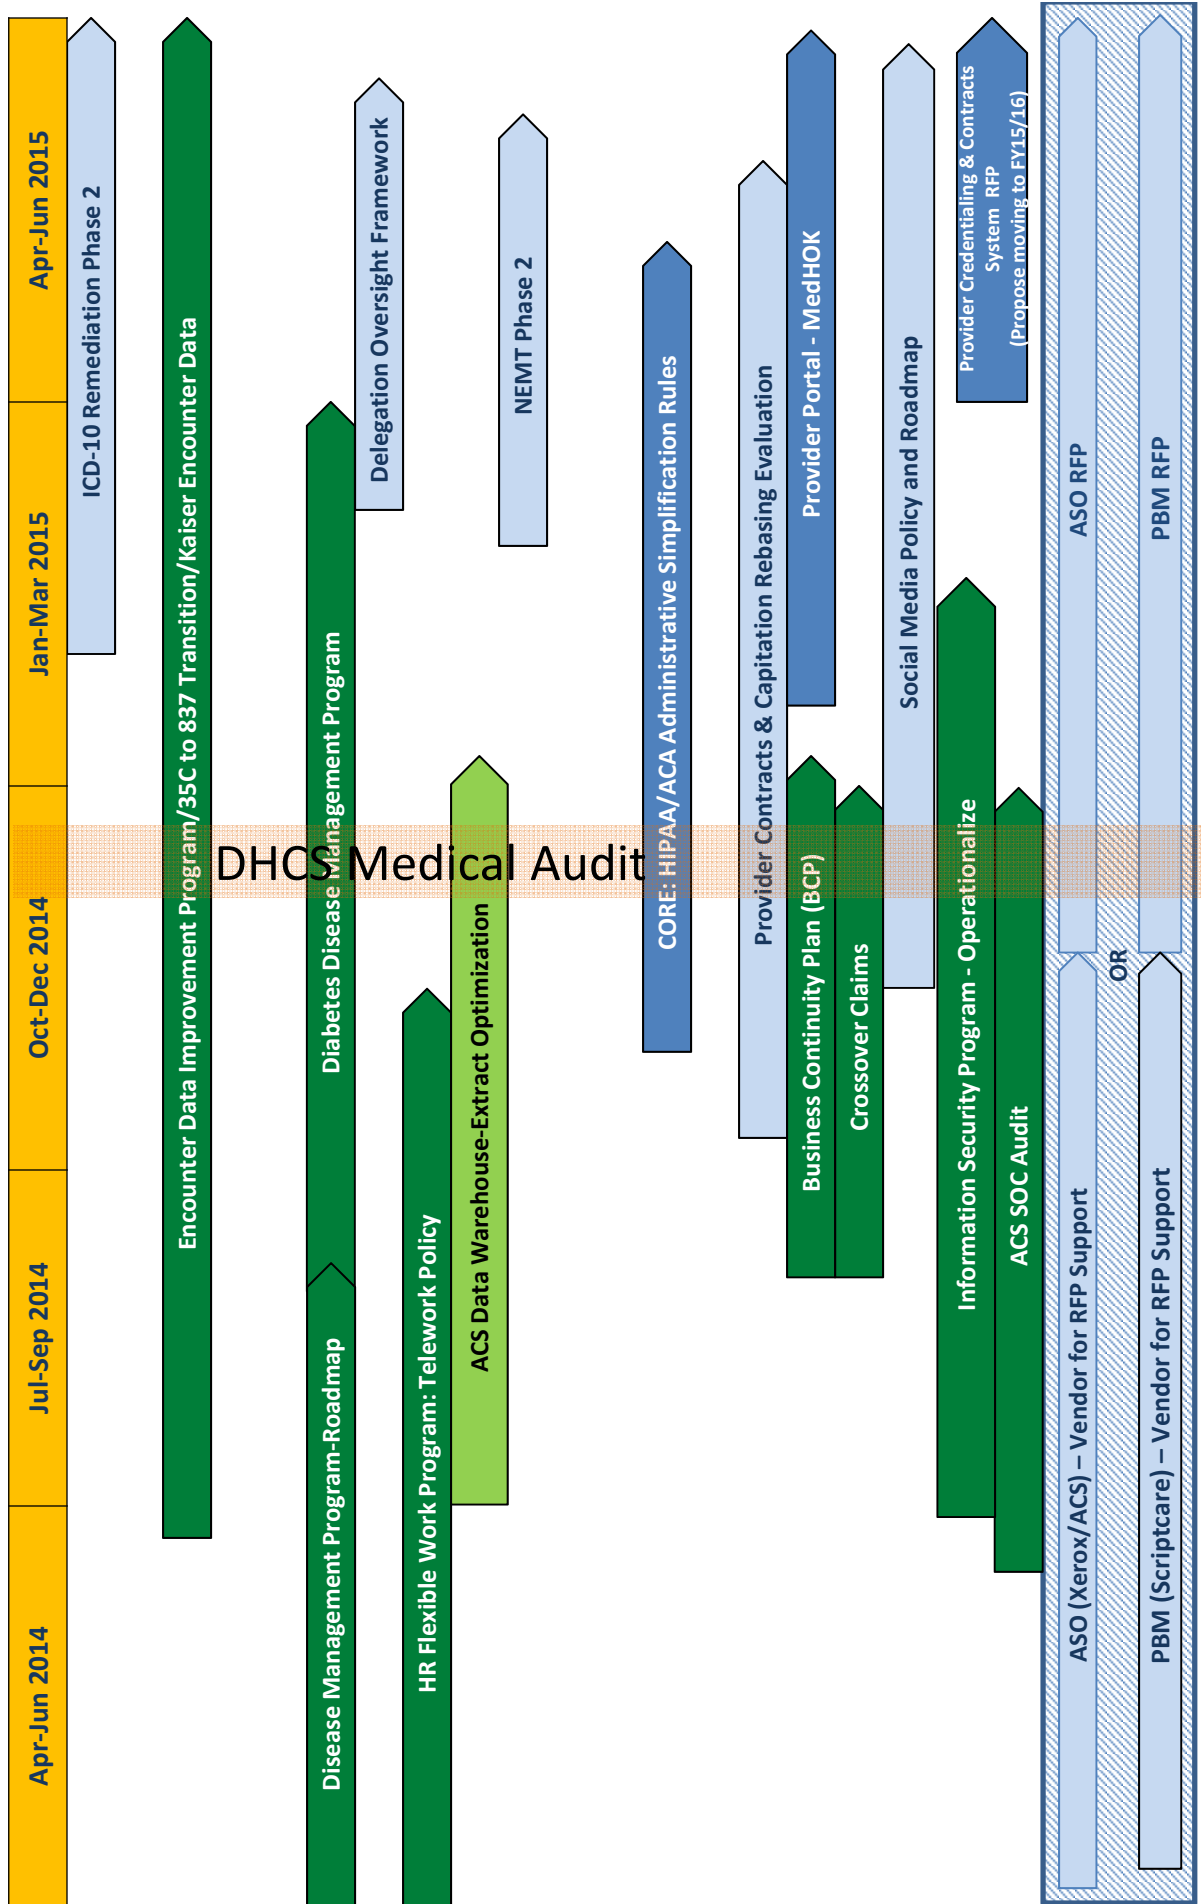 Apr-Jun 2014
Jul-Sep 2014
Oct-Dec 2014
Jan-Mar 2015
Apr-Jun 2015
ICD-10 Remediation Phase 2
Encounter Data Improvement Program/35C to 837 Transition/Kaiser Encounter Data
Disease Management Program-Roadmap
Diabetes Disease Management Program
Delegation Oversight Framework
HR Flexible Work Program: Telework Policy
ACS Data Warehouse-Extract Optimization
NEMT Phase 2
DHCS Medical Audit
CORE: HIPAA/ACA Administrative Simplification Rules
Provider Contracts & Capitation Rebasing Evaluation
Business Continuity Plan (BCP)
Provider Portal - MedHOK
Crossover Claims
Social Media Policy and Roadmap
Information Security Program - Operationalize
Provider Credentialing & Contracts
System RFP
(Propose moving to FY15/16)
ACS SOC Audit
ASO (Xerox/ACS) – Vendor for RFP Support
ASO RFP
OR
PBM (Scriptcare) – Vendor for RFP Support
PBM RFP